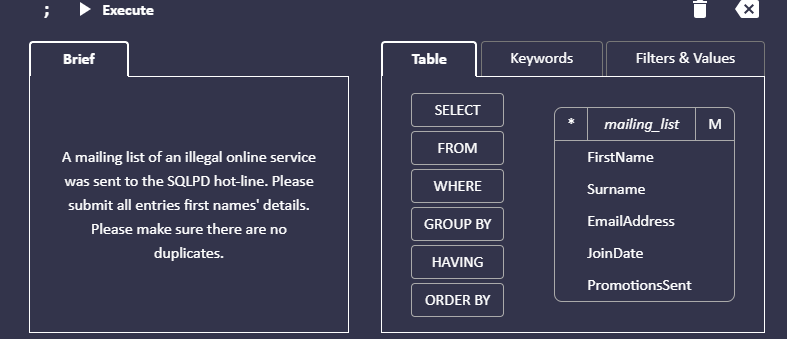 ; Execute
Brief
Table Keywords Filters & Values
A mailing list of an illegal online service
was sent to the SQLPD hot-line. Please
submit all entries first names' details.
Please make sure there are no
duplicates.
SELECT
FROM
WHERE
GROUP BY
HAVING
ORDER BY
* mailing_list M
FirstName
Surname
EmailAddress
JoinDate
PromotionsSent